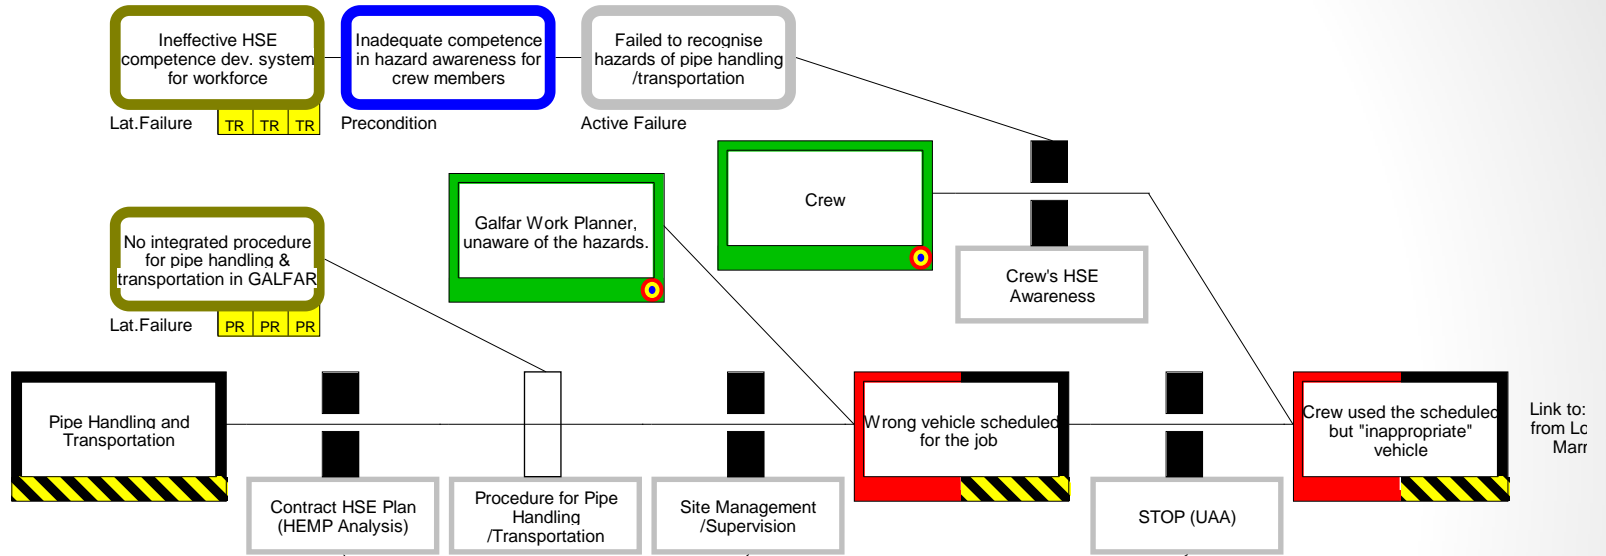 Ineffective HSE
competence dev. system
for workforce
Lat.Failure
TR TR TR
Inadequate competence
in hazard awareness for
crew members
Precondition
Failed to recognise
hazards of pipe handling
/transportation
Active Failure
No integrated procedure
for pipe handling &
transportation in GALFAR
Lat.Failure
PR PR PR
Galfar Work Planner,
unaware of the hazards.
Crew
Crew's HSE
Awareness
Pipe Handling and
Transportation
Contract HSE Plan
(HEMP Analysis)
Procedure for Pipe
Handling
/Transportation
Site Management
/Supervision
Wrong vehicle scheduled
for the job
STOP (UAA)
Crew used the scheduled
but "inappropriate"
vehicle
Link to:
from